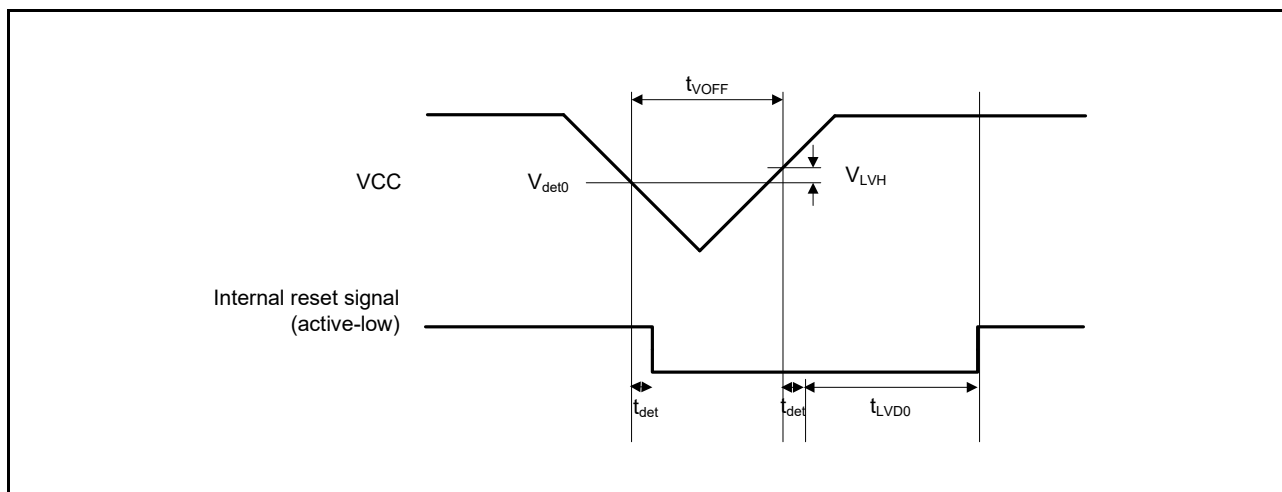 tVOFF
VCC
Vdet0
VLVH
Internal reset signal
(active-low)
tdet
tdet
tLVD0